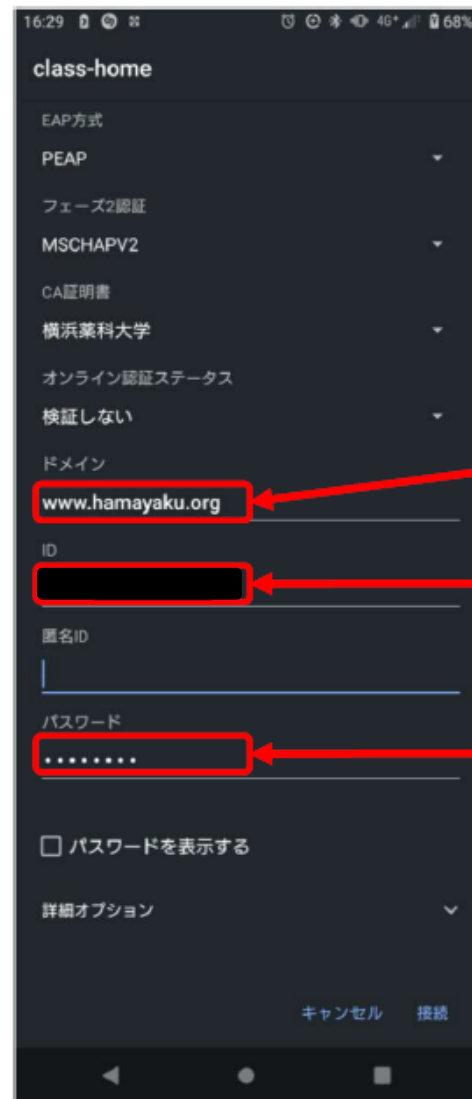 16:29 4G+ 68%
class-home
EAP方式
PEAP
フェーズ2認証
MSCHAPV2
CA証明書
横浜薬科大学
オンライン認証ステータス
検証しない
ドメイン
www.hamayaku.org
ID
匿名ID
パスワード
••••••••
パスワードを表示する
詳細オプション
キャンセル 接続